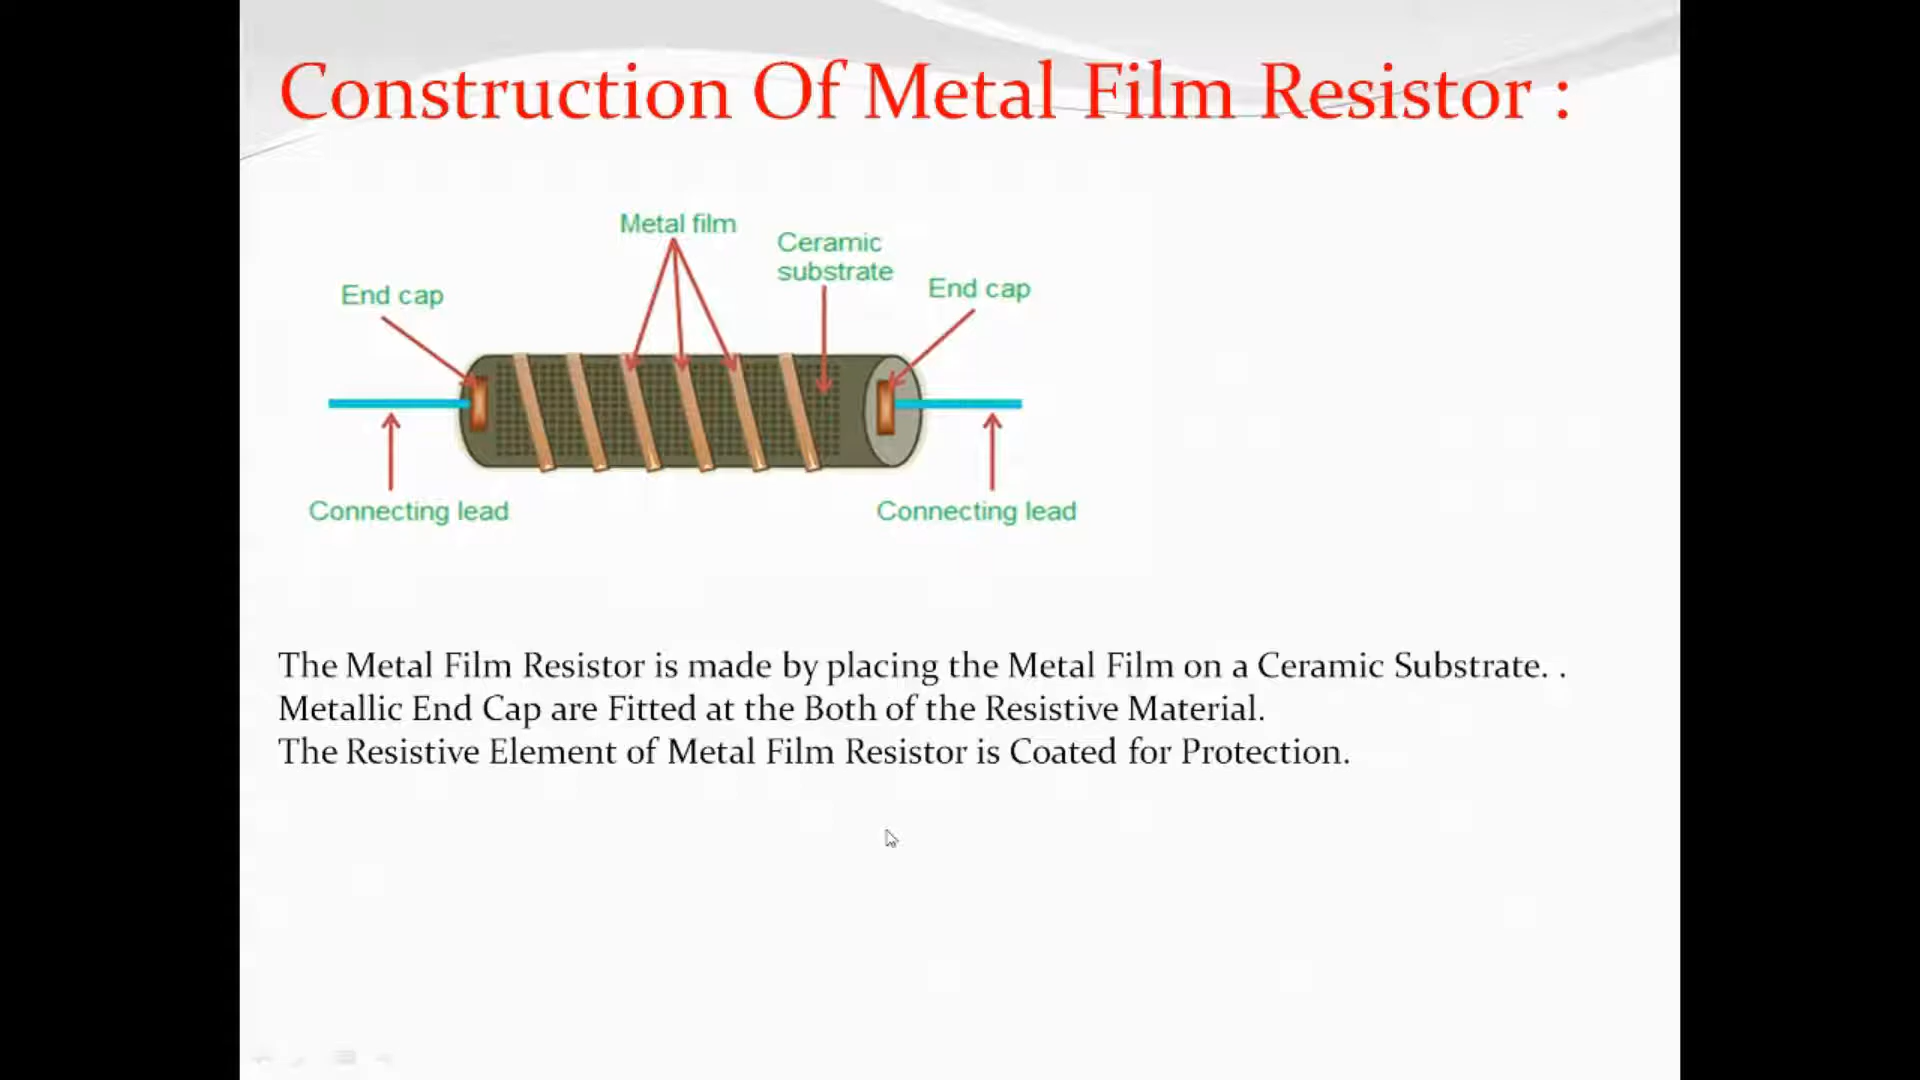 Construction Of Metal Film Resistor :
Metal film
Ceramic
substrate
End cap
End cap
Connecting lead
Connecting lead
The Metal Film Resistor is made by placing the Metal Film on a Ceramic Substrate. .
Metallic End Cap are Fitted at the Both of the Resistive Material.
The Resistive Element of Metal Film Resistor is Coated for Protection.